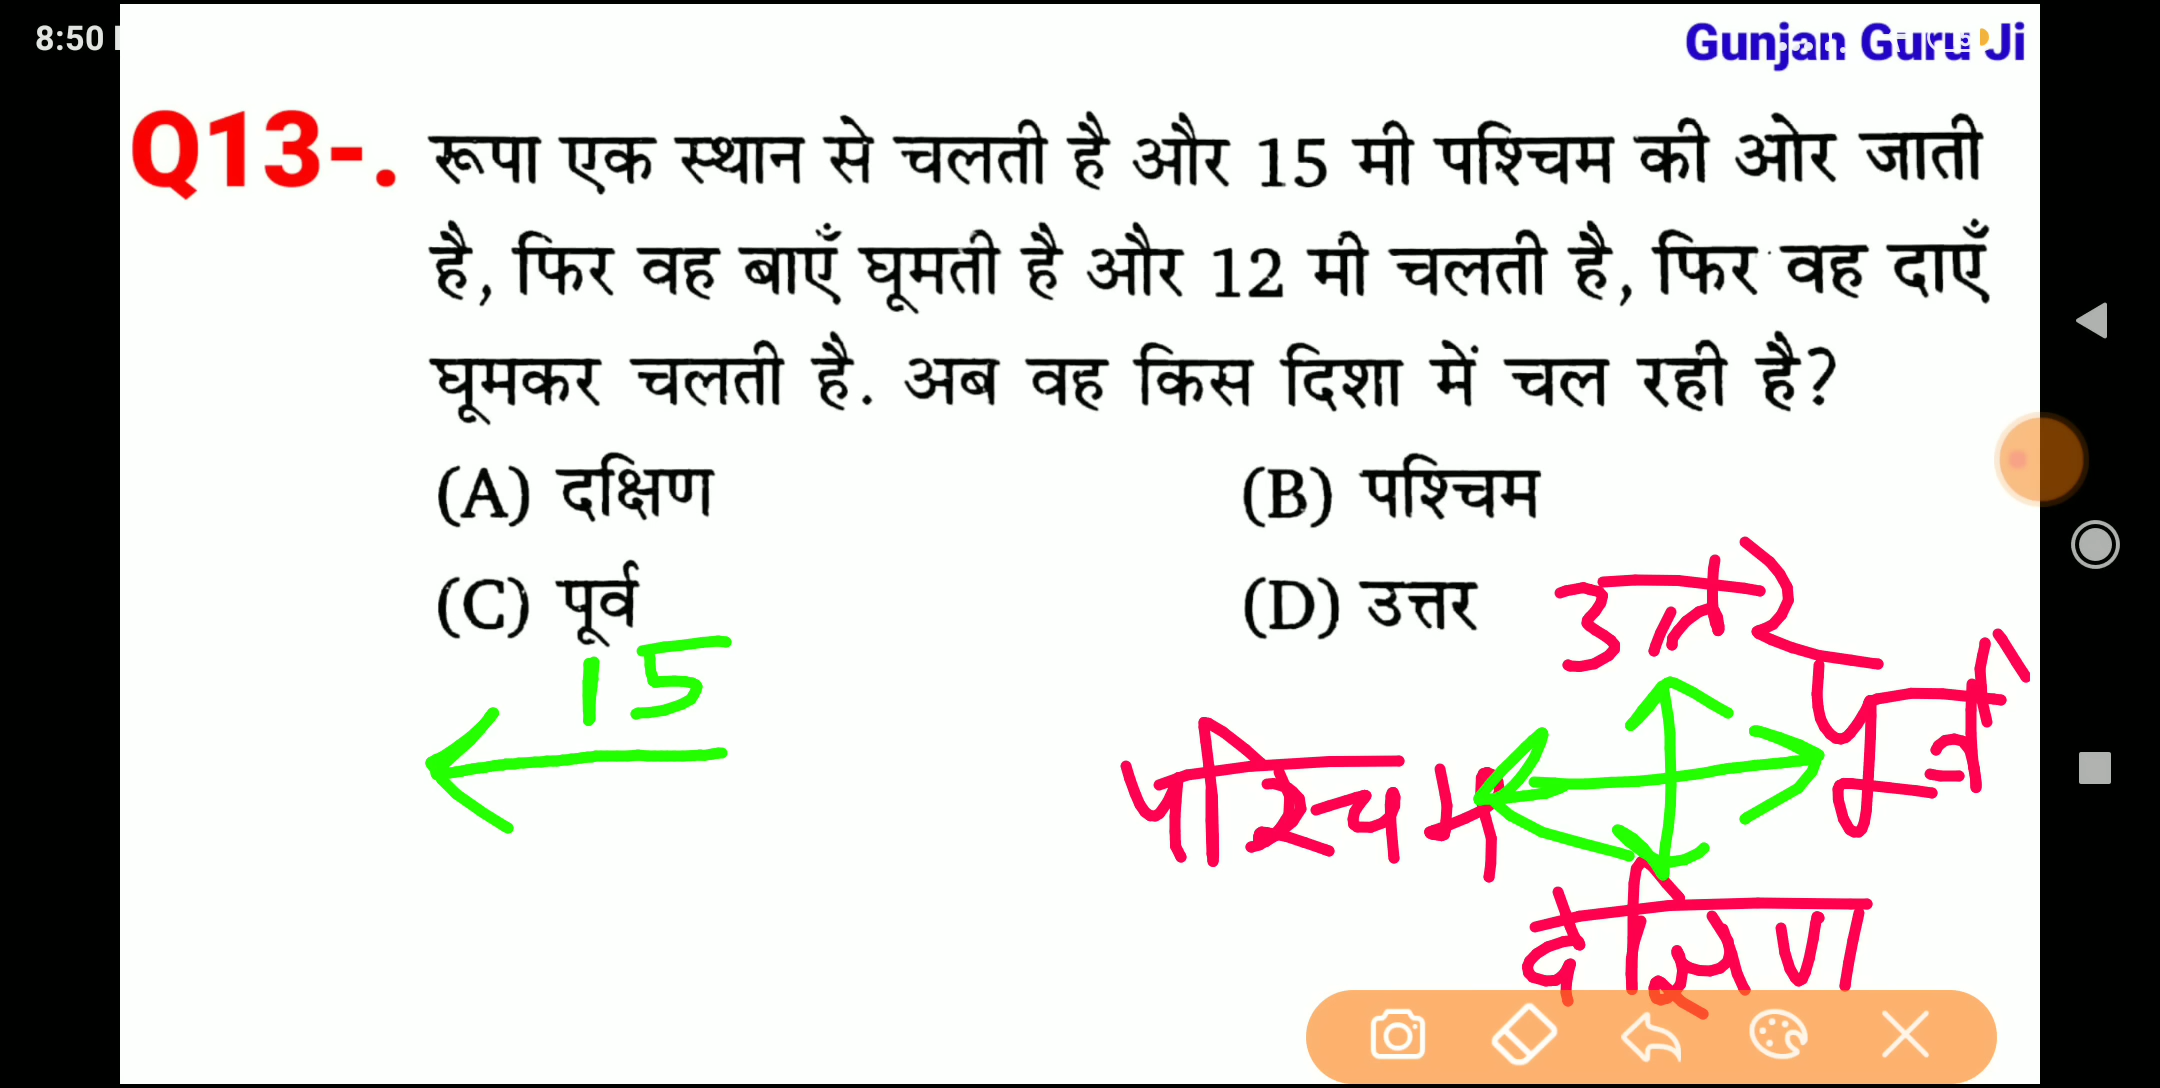 8:50
Gunjan Guru Ji
Q13-. रूपा एक स्थान से चलती है और 15 मी पश्चिम की ओर जाती
है, फिर वह बाएँ घूमती है और 12 मी चलती है, फिर वह दाएँ
घूमकर चलती है. अब वह किस दिशा में चल रही है?
(A) दक्षिण (B) पश्चिम
(C) पूर्व (D) उत्तर
15
उत्तर
पूर्व
पश्चिम
दक्षिण